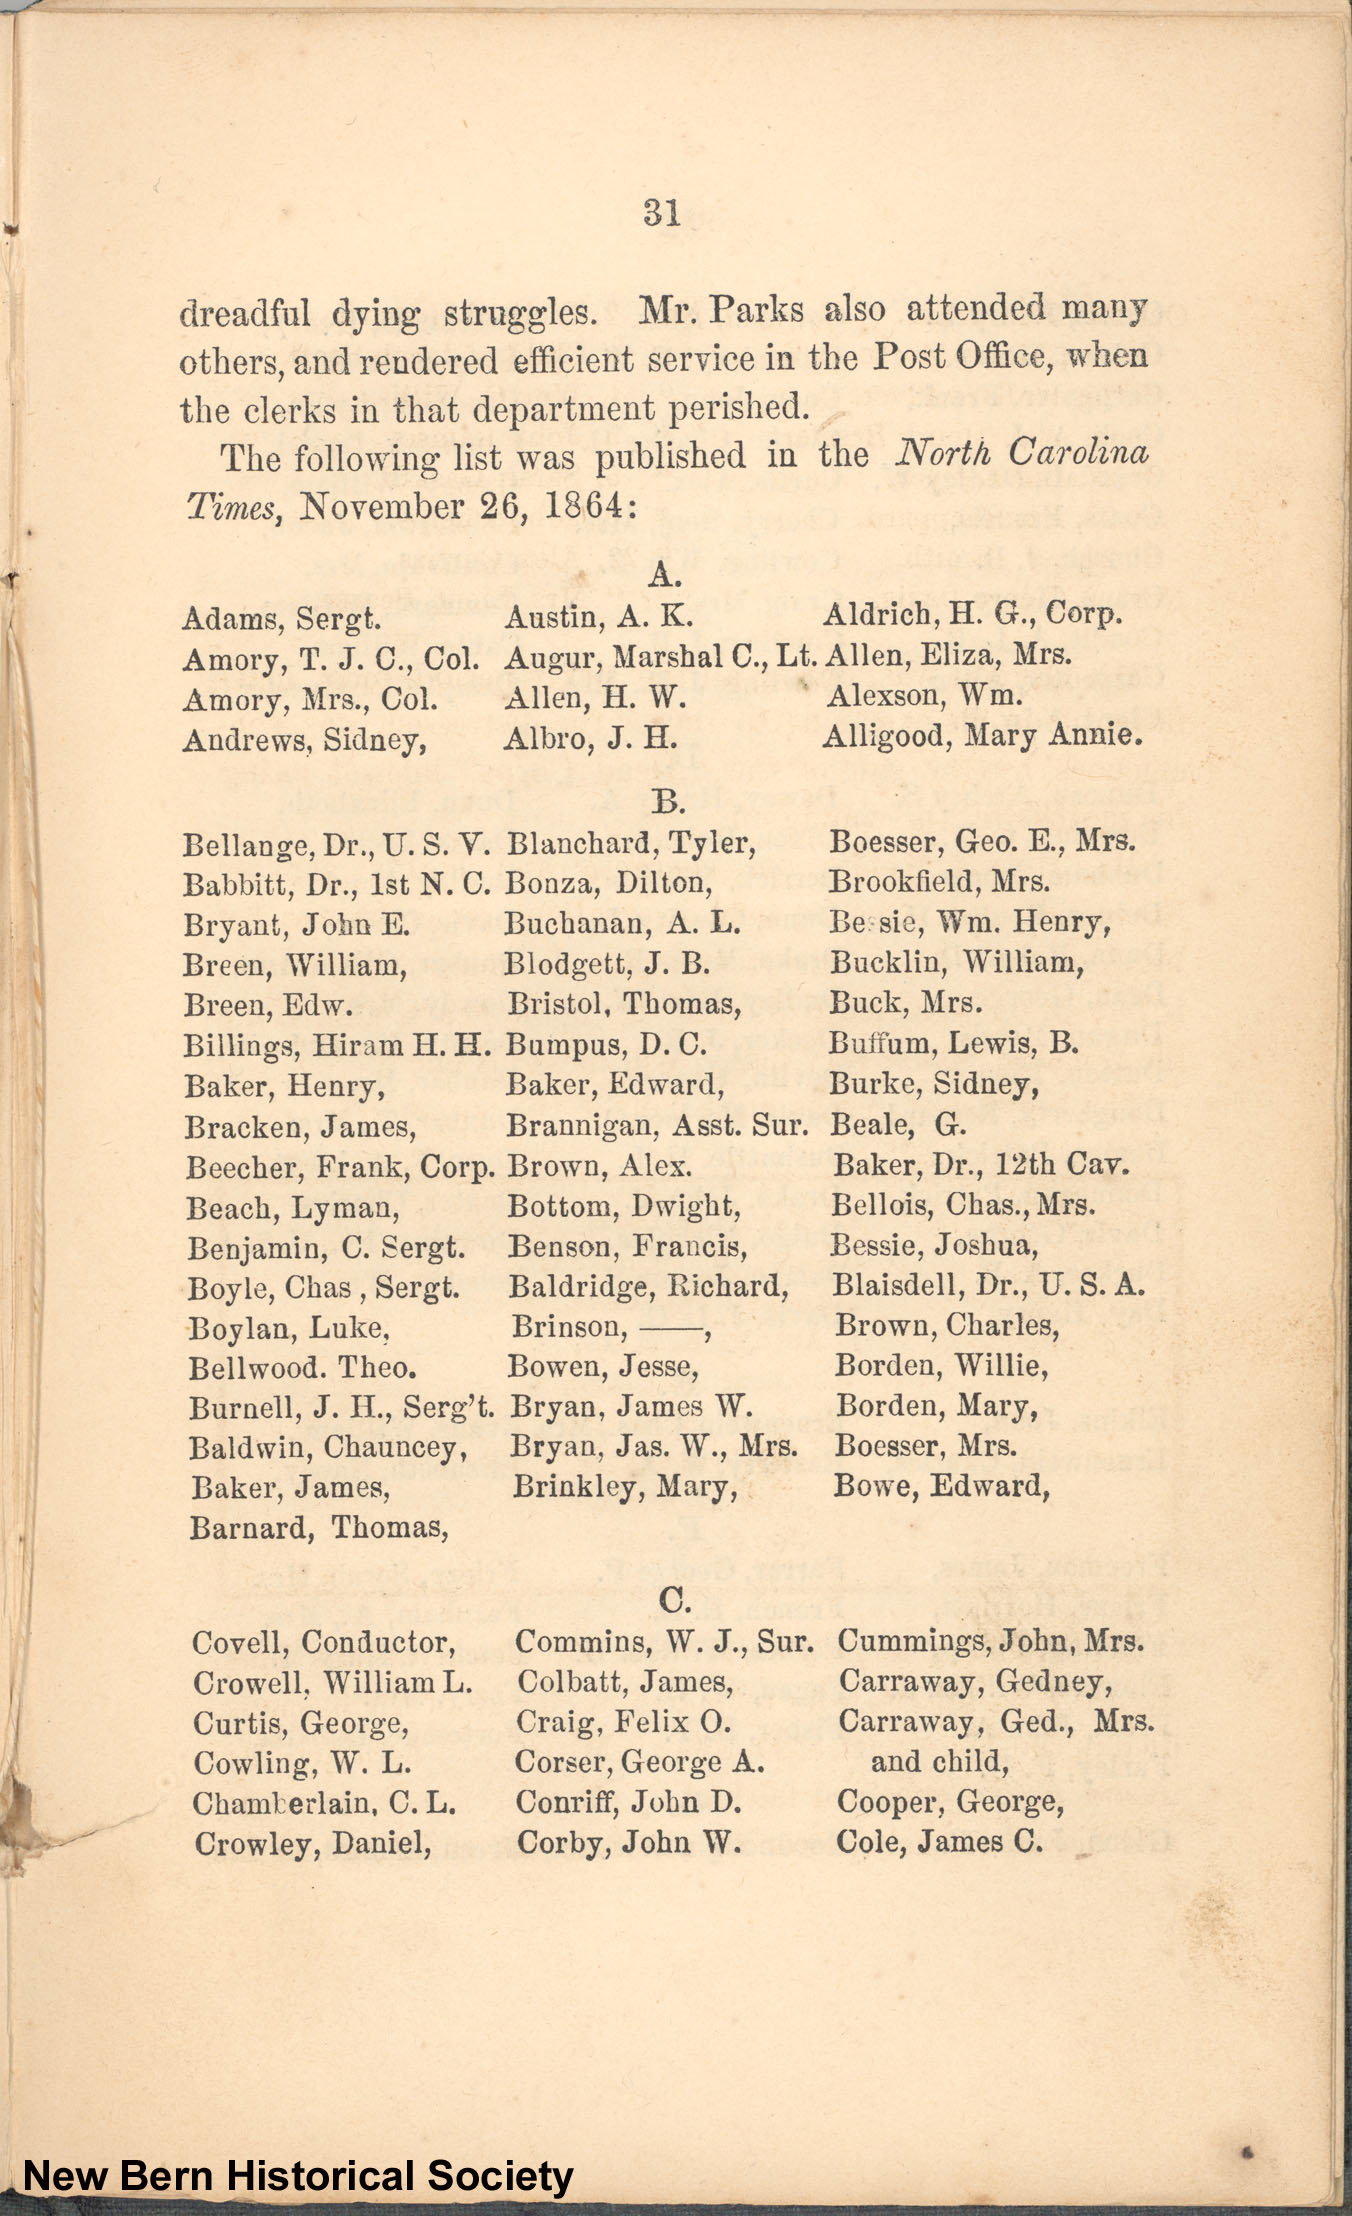 31
dreadful dying struggles. Mr. Parks also attended many
others, and rendered efficient service in the Post Office, when
the clerks in that department perished.
The following list was published in the North Carolina
Times, November 26, 1864:
A.
Adams, Sergt. Austin, A. K. Aldrich, H. G., Corp.
Amory, T. J. C., Col. Augur, Marshal C., Lt. Allen, Eliza, Mrs.
Amory, Mrs., Col. Allen, H. W. Alexson, Wm.
Andrews, Sidney, Albro, J. H. Alligood, Mary Annie.
B.
Bellange, Dr., U. S. V. Blanchard, Tyler, Boesser, Geo. E., Mrs.
Babbitt, Dr., 1st N. C. Bonza, Dilton, Brookfield, Mrs.
Bryant, John E. Buchanan, A. L. Wm. Henry,
Breen, William, Blodgett, J. B. Bucklin, William,
Breen, Edw. Bristol, Thomas, Buck, Mrs.
Billings, Hiram H. H. Bumpus, D. C. Buffum, Lewis, B.
Baker, Henry, Baker, Edward, Burke, Sidney,
Bracken, James, Brannigan, Asst. Sur. Beale, G.
Beecher, Frank, Corp. Brown, Alex. Baker, Dr., 12th Cav.
Beach, Lyman, Bottom, Dwight, Bellois, Chas., Mrs.
Benjamin, C. Sergt. Benson, Francis, Bessie, Joshua,
Boyle, Chas , Sergt. Baldridge, Richard, Blaisdell, Dr., U. S. A.
Boylan, Luke, Brinson, ——, Brown, Charles,
Bellwood. Theo. Bowen, Jesse, Borden, Willie,
Burnell, J. H., Serg't. Bryan, James W. Borden, Mary,
Baldwin, Chauncey, Bryan, Jas. W., Mrs. Boesser, Mrs.
Baker, James, Brinkley, Mary, Bowe, Edward,
Barnard, Thomas,
C.
Covell, Conductor, Commins, W. J., Sur. Cummings, John, Mrs.
Crowell, William L. Colbatt, James, Carraway, Gedney,
Curtis, George, Craig, Felix O. Carraway, Ged., Mrs.
Cowling, W. L. Corser, George A. and child,
Chamberlain, C. L. Conriff, John D. Cooper, George,
Crowley, Daniel, Corby, John W. Cole, James C.
New Bern Historical Society